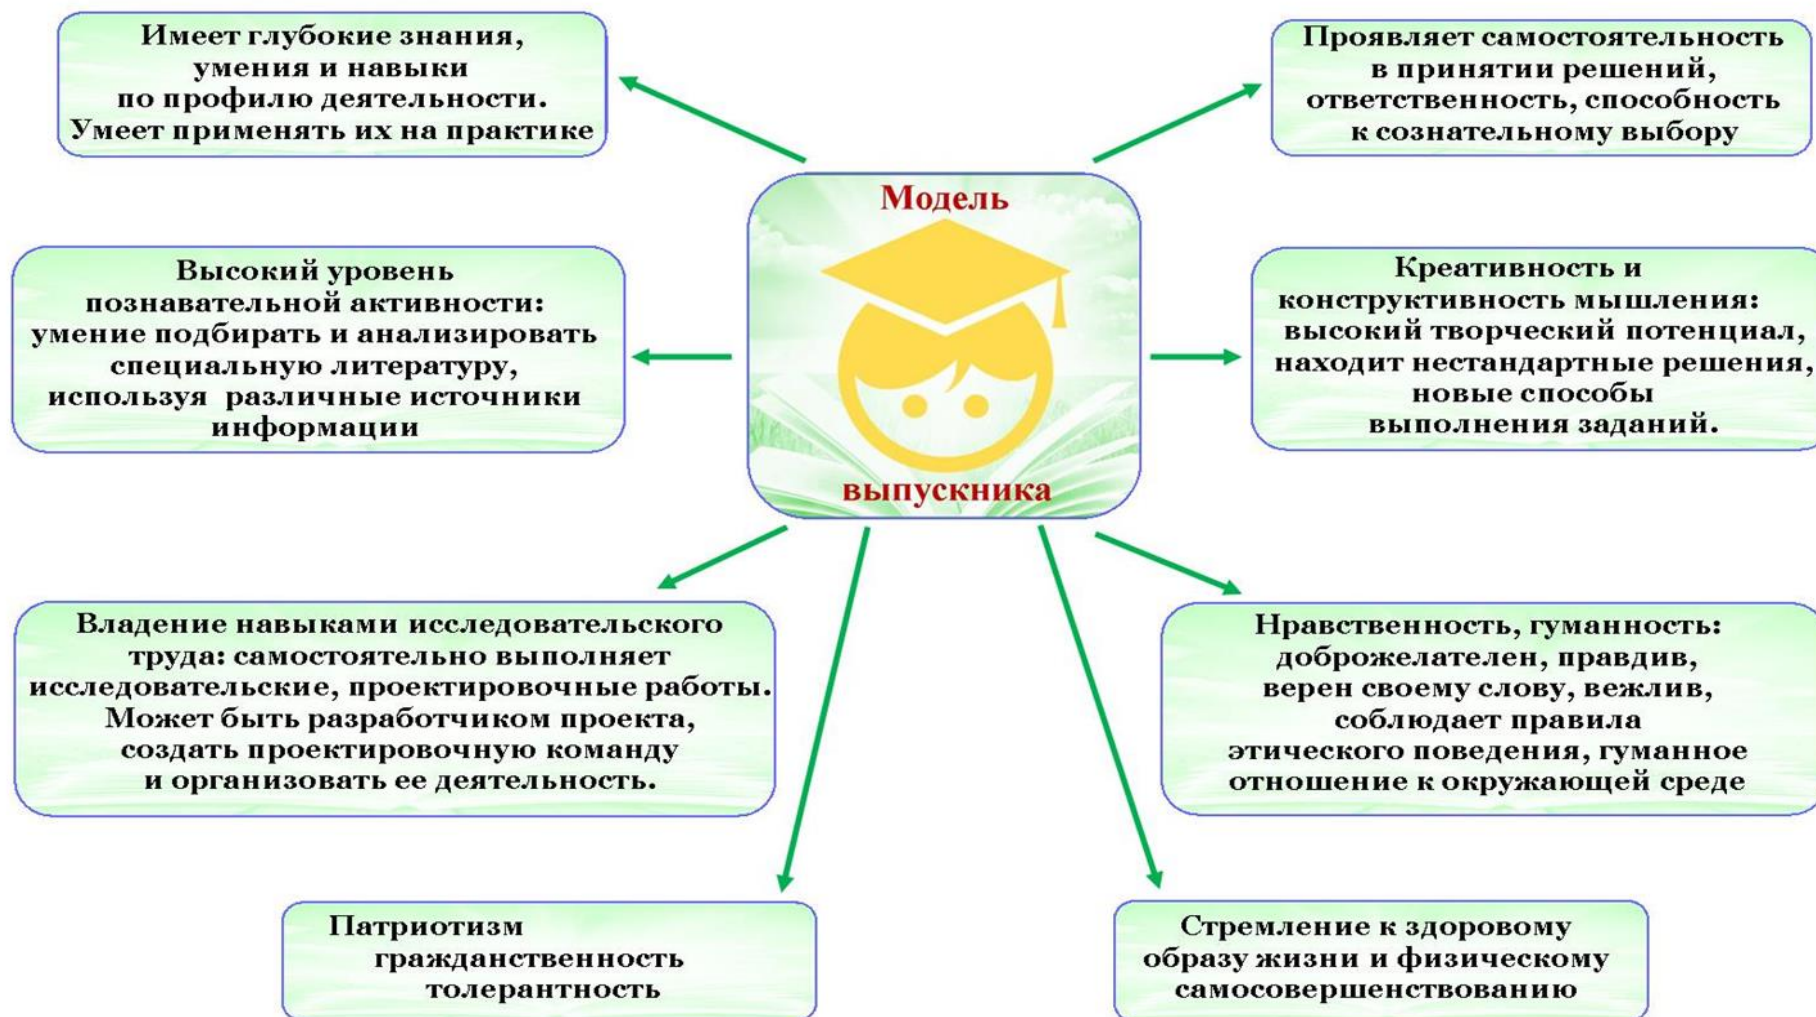 Имеет глубокие знания,
умения и навыки
по профилю деятельности.
Умеет применять их на практике
Проявляет самостоятельность
в принятии решений,
ответственность, способность
к сознательному выбору
Модель
выпускника
Высокий уровень
познавательной активности:
умение подбирать и анализировать
специальную литературу,
используя различные источники
информации
Креативность и
конструктивность мышления:
высокий творческий потенциал,
находит нестандартные решения,
новые способы
выполнения заданий.
Владение навыками исследовательского
труда: самостоятельно выполняет
исследовательские, проектировочные работы.
Может быть разработчиком проекта,
создать проектировочную команду
и организовать ее деятельность.
Нравственность, гуманность:
доброжелателен, правдив,
верен своему слову, вежлив,
соблюдает правила
этического поведения, гуманное
отношение к окружающей среде
Патриотизм
гражданственность
толерантность
Стремление к здоровому
образу жизни и физическому
самосовершенствованию